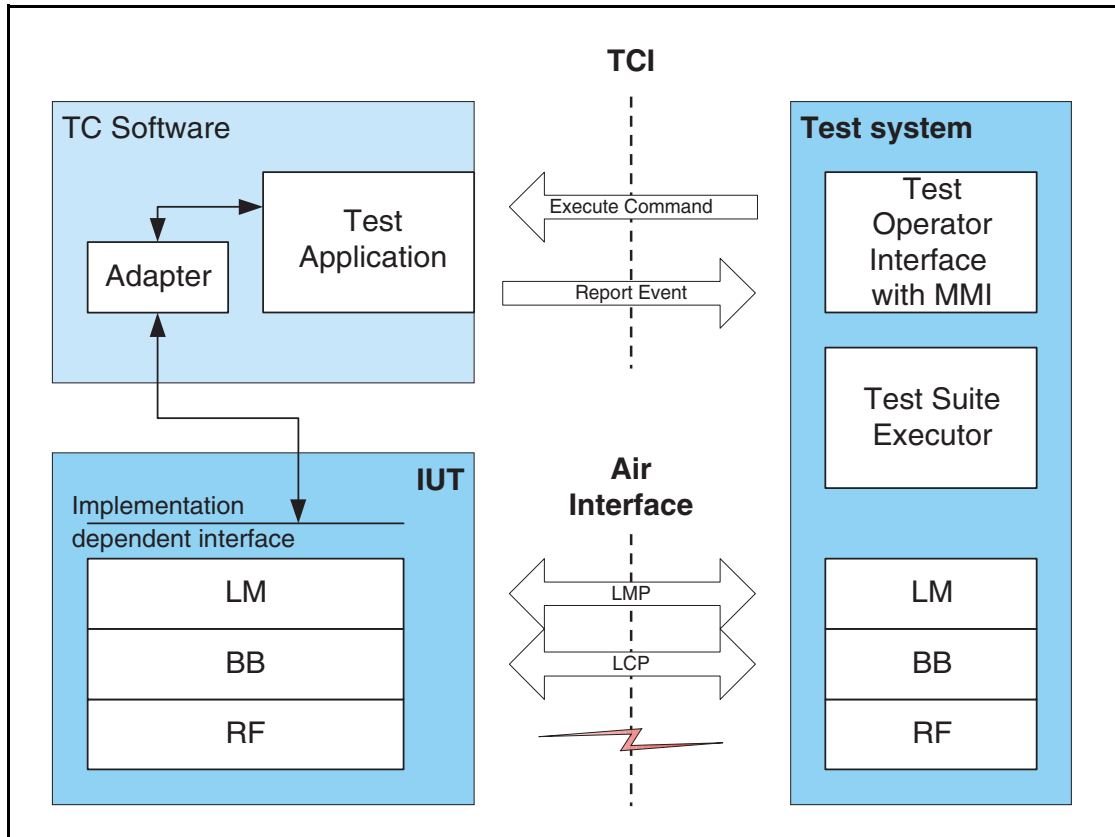 TCI
TC Software
Test
Application
Adapter
Execute Command
Report Event
Test system
Test
Operator
Interface
with MMI
Test Suite
Executor
IUT
Implementation
dependent interface
LM
BB
RF
Air
Interface
LMP
LCP
LM
BB
RF